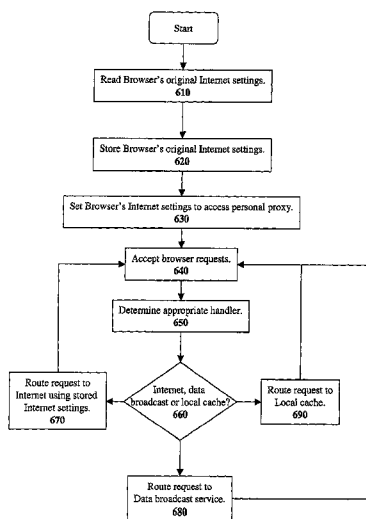 Start
Read Browser's original Internet settings.
610
Store Browser's original Internet settings.
620
Set Browser's Internet settings to access personal proxy.
630
Accept browser requests.
640
Determine appropriate handler.
650
Internet, data
broadcast or local cache?
660
Route request to
Internet using stored
Internet settings.
670
Route request to
Local cache.
690
Route request to
Data broadcast service.
680